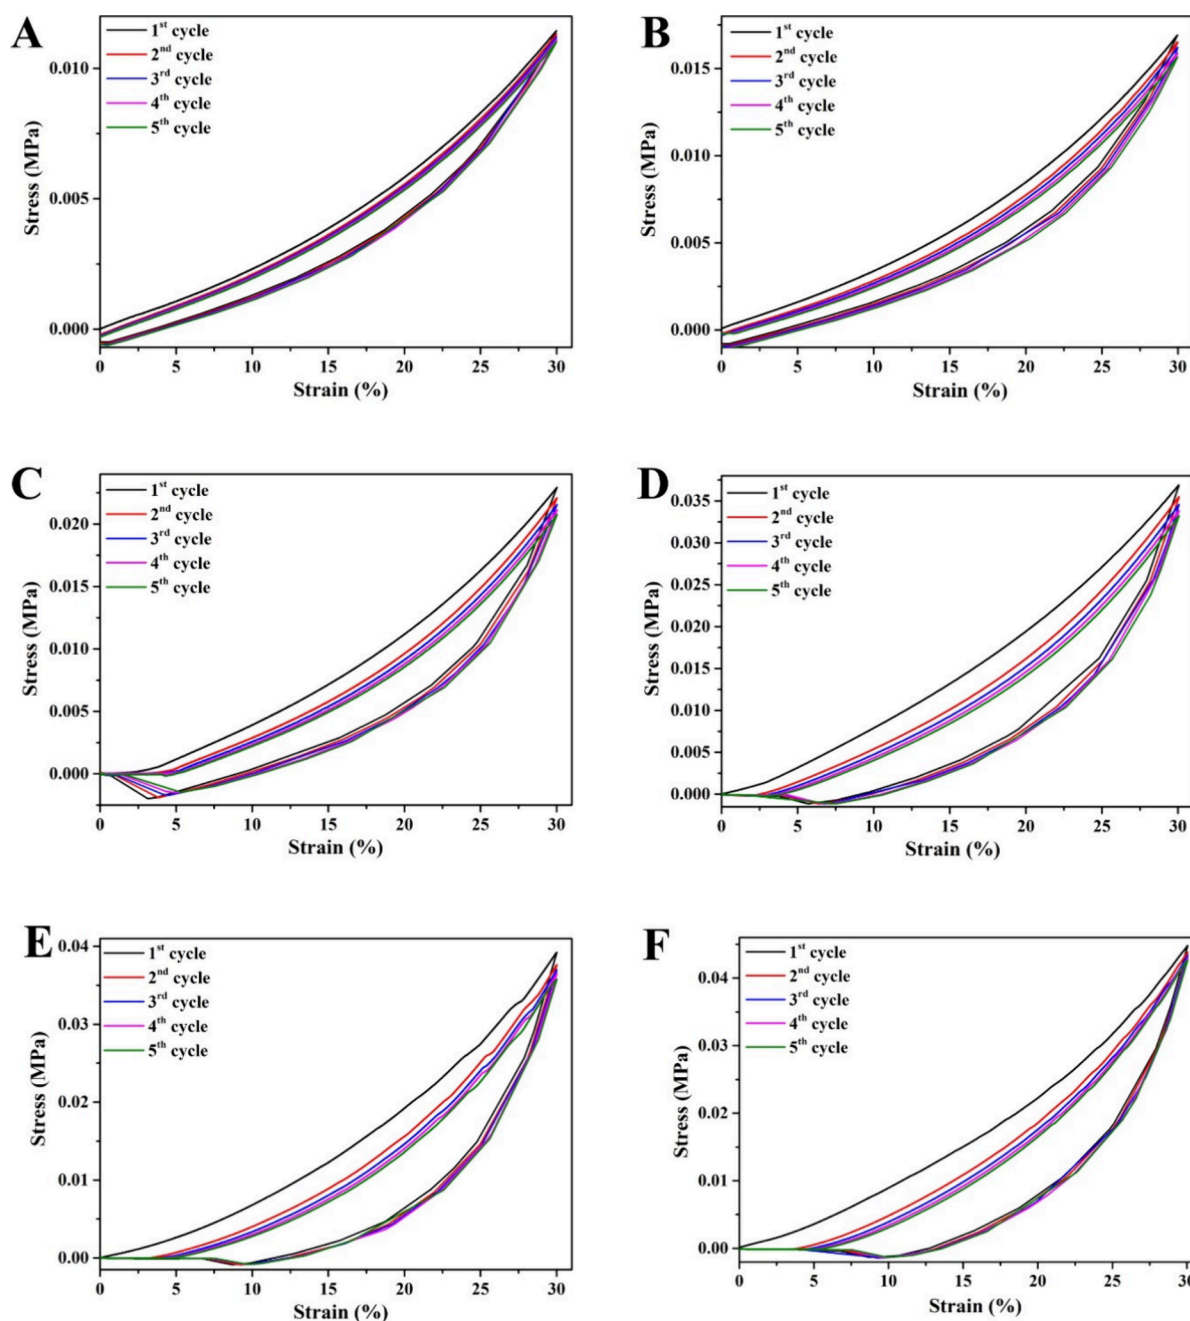 A
1st cycle
2nd cycle
3rd cycle
4th cycle
5th cycle
0.010
0.005
0.000
Stress (MPa)
0 5 10 15 20 25 30
Strain (%)
B
1st cycle
2nd cycle
3rd cycle
4th cycle
5th cycle
0.015
0.010
0.005
0.000
Stress (MPa)
0 5 10 15 20 25 30
Strain (%)
C
1st cycle
2nd cycle
3rd cycle
4th cycle
5th cycle
0.020
0.015
0.010
0.005
0.000
Stress (MPa)
0 5 10 15 20 25 30
Strain (%)
D
1st cycle
2nd cycle
3rd cycle
4th cycle
5th cycle
0.035
0.030
0.025
0.020
0.015
0.010
0.005
0.000
Stress (MPa)
0 5 10 15 20 25 30
Strain (%)
E
1st cycle
2nd cycle
3rd cycle
4th cycle
5th cycle
0.04
0.03
0.02
0.01
0.00
Stress (MPa)
0 5 10 15 20 25 30
Strain (%)
F
1st cycle
2nd cycle
3rd cycle
4th cycle
5th cycle
0.04
0.03
0.02
0.01
0.00
Stress (MPa)
0 5 10 15 20 25 30
Strain (%)